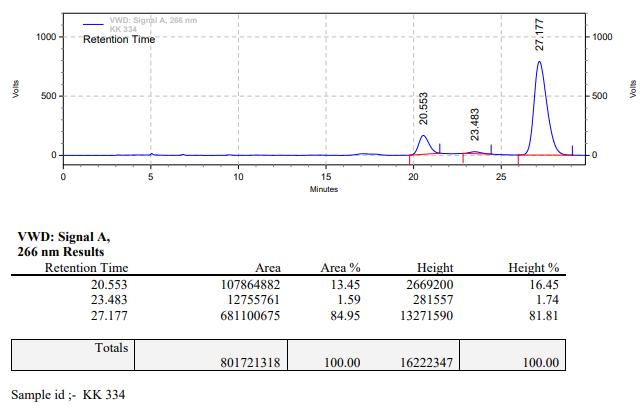 VWD: Signal A, 266 nm
KK 334
Retention Time
1000
1000
500
500
0
0
Volts
Volts
20.553
23.483
27.177
0 5 10 15 20 25
Minutes
VWD: Signal A,
266 nm Results
Retention Time Area Area % Height Height %
20.553 107864882 13.45 2669200 16.45
23.483 12755761 1.59 281557 1.74
27.177 681100675 84.95 13271590 81.81
Totals
801721318 100.00 16222347 100.00
Sample id ;- KK 334